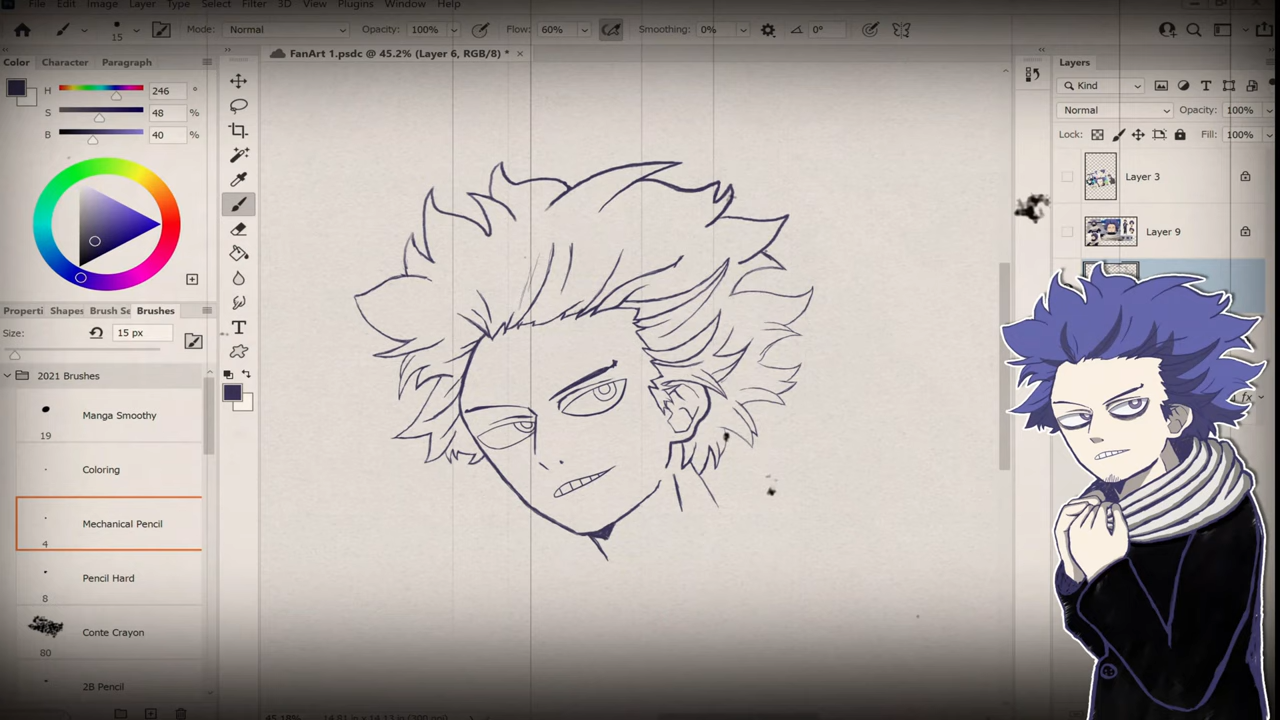 File Edit Image Layer Type Select Filter 3D View Plugins Window Help
15 Mode: Normal Opacity: 100% Flow: 60% Smoothing: 0% 0°
FanArt 1.psdc @ 45.2% (Layer 6, RGB/8) * ×
Color Character Paragraph
H 246 °
S 48 %
B 40 %
Properti Shapes Brush Se Brushes
Size: 15 px
2021 Brushes
Manga Smoothy
19
Coloring
Mechanical Pencil
4
Pencil Hard
8
Conte Crayon
80
2B Pencil
Layers
Kind
Normal Opacity: 100%
Lock: Fill: 100%
Layer 3
Layer 9
fx